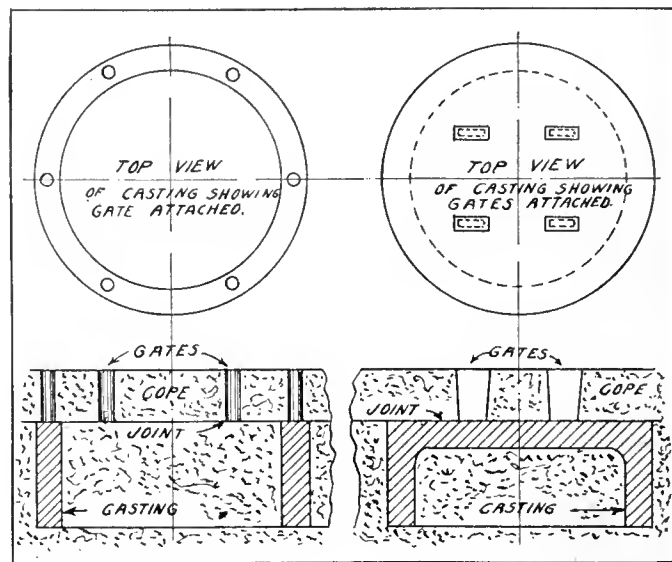 TOP VIEW
OF CASTING SHOWING
GATE ATTACHED.
TOP VIEW
OF CASTING SHOWING
GATES ATTACHED.
GATES
COPE
JOINT
CASTING
GATES
COPE
JOINT
CASTING